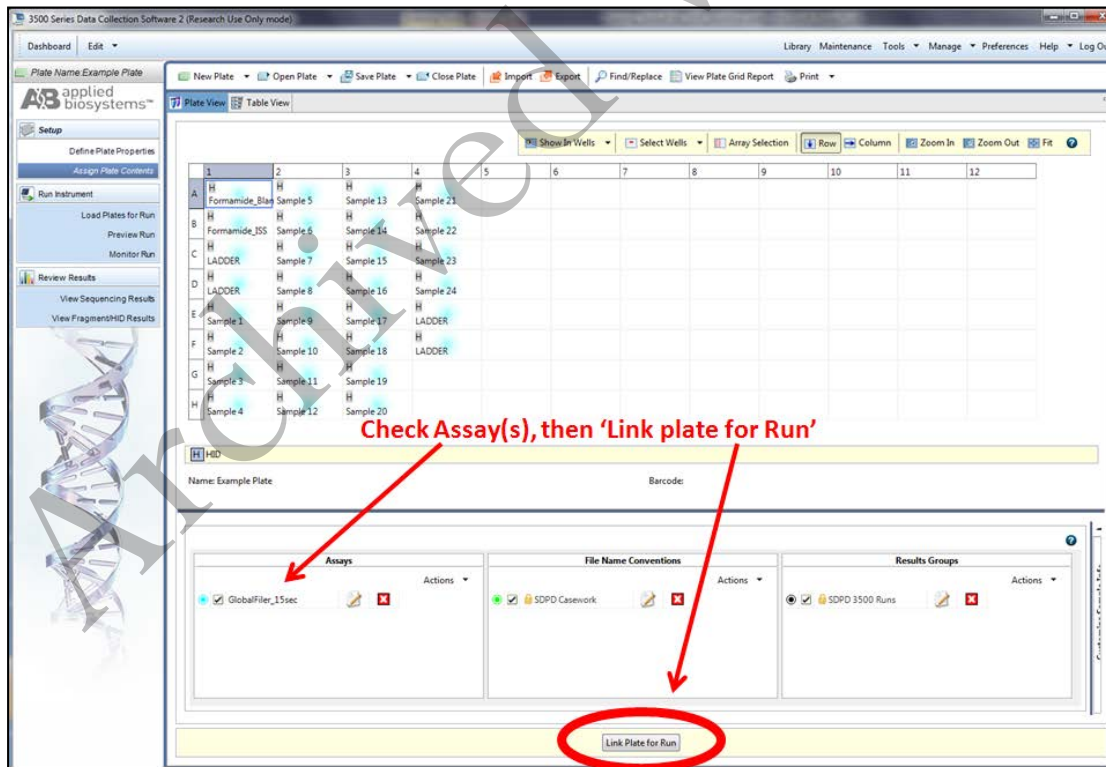 3500 Series Data Collection Software 2 (Research Use Only mode)
Dashboard Edit Library Maintenance Tools Manage Preferences Help Log Ou
Plate Name: Example Plate
New Plate Open Plate Save Plate Close Plate Import Export Find/Replace View Plate Grid Report Print
applied biosystems™
Plate View Table View
Setup
Define Plate Properties
Assign Plate Contents
Run Instrument
Load Plates for Run
Preview Run
Monitor Run
Review Results
View Sequencing Results
View Fragment/HID Results
Show In Wells Select Wells Array Selection Row Column Zoom In Zoom Out Fit
1 2 3 4 5 6 7 8 9 10 11 12
A H H H H
Formamide_Blan Sample 5 Sample 13 Sample 21
B H H H H
Formamide_ISS Sample 6 Sample 14 Sample 22
C H H H H
LADDER Sample 7 Sample 15 Sample 23
D H H H H
LADDER Sample 8 Sample 16 Sample 24
E H H H H
Sample 1 Sample 9 Sample 17 LADDER
F H H H H
Sample 2 Sample 10 Sample 18 LADDER
G H H H
Sample 3 Sample 11 Sample 19
H H H H
Sample 4 Sample 12 Sample 20
Check Assay(s), then ‘Link plate for Run’
H HID
Name: Example Plate Barcode:
Assays File Name Conventions Results Groups
Actions Actions Actions
GlobalFiler_15sec SDPD Casework SDPD 3500 Runs
Link Plate for Run
Archived